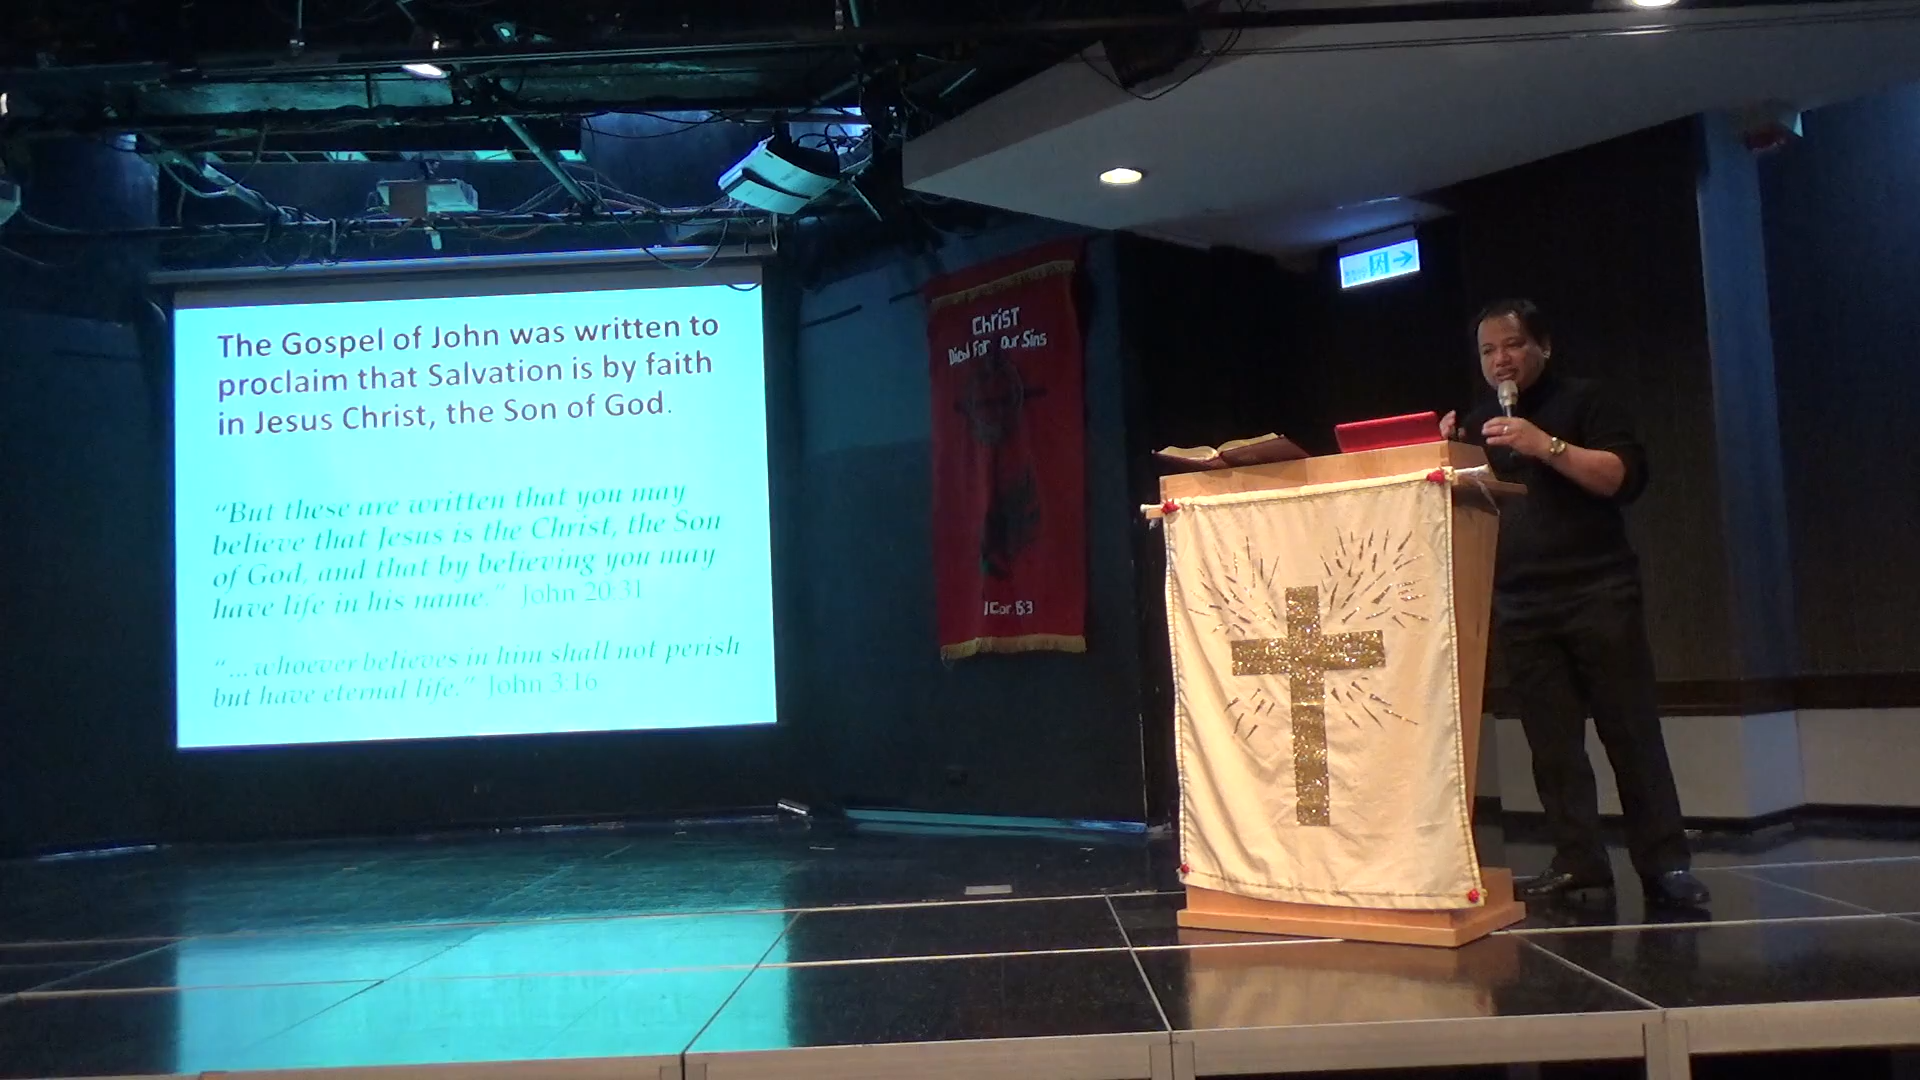 The Gospel of John was written to
proclaim that Salvation is by faith
in Jesus Christ, the Son of God.
“But these are written that you may
believe that Jesus is the Christ, the Son
of God, and that by believing you may
have life in his name.” John 20:31
“...whoever believes in him shall not perish
but have eternal life.” John 3:16
Christ
Died For Our Sins
1 Cor. 15:3